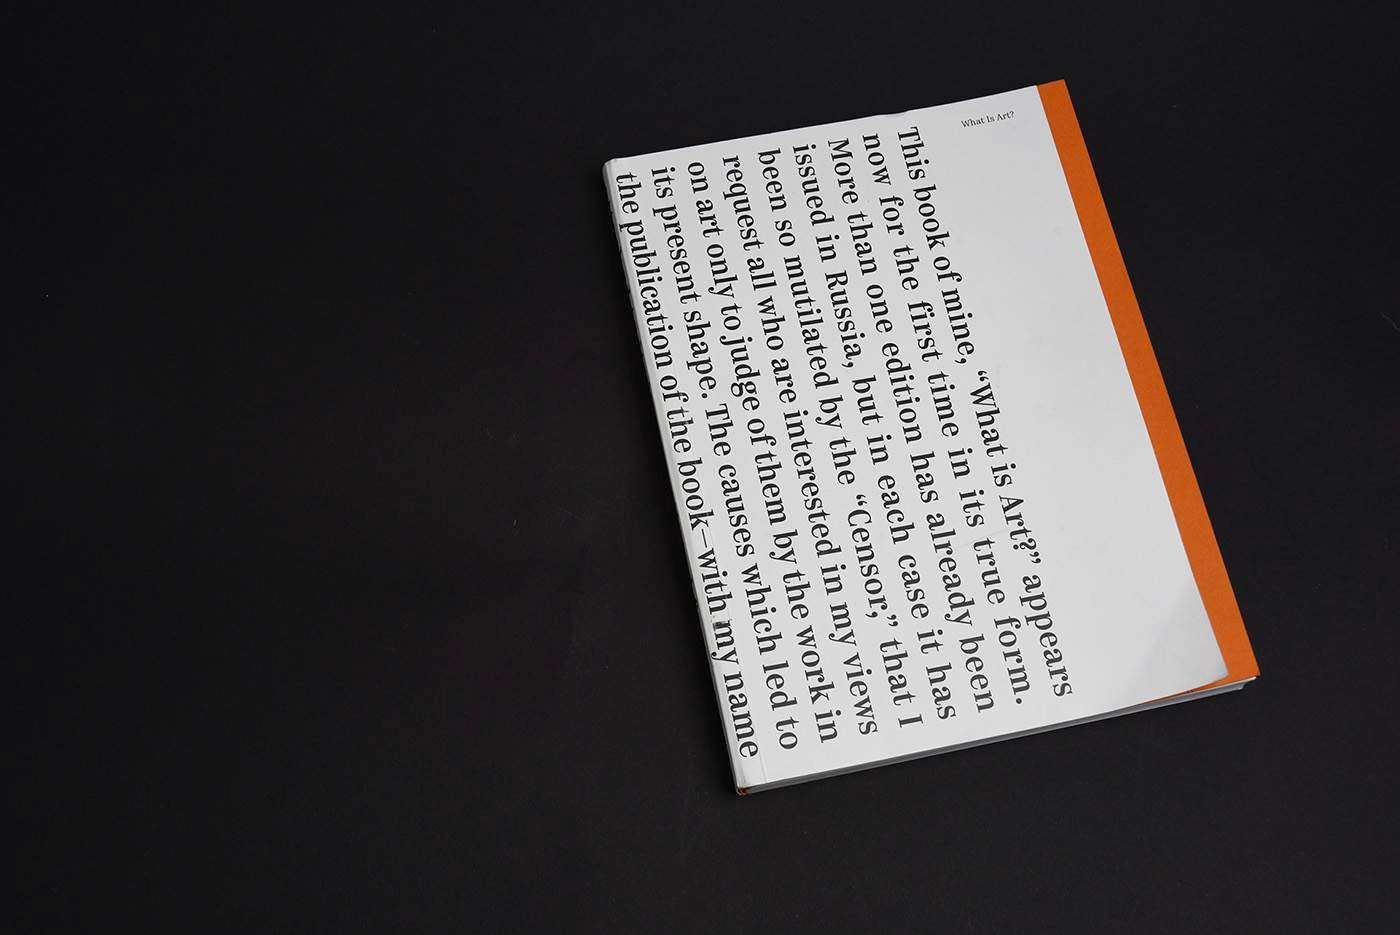 What Is Art?
This book of mine, “What is Art?” appears
now for the first time in its true form.
More than one edition has already been
issued in Russia, but in each case it has
been so mutilated by the “Censor,” that I
request all who are interested in my views
on art only to judge of them by the work in
its present shape. The causes which led to
the publication of the book–with my name